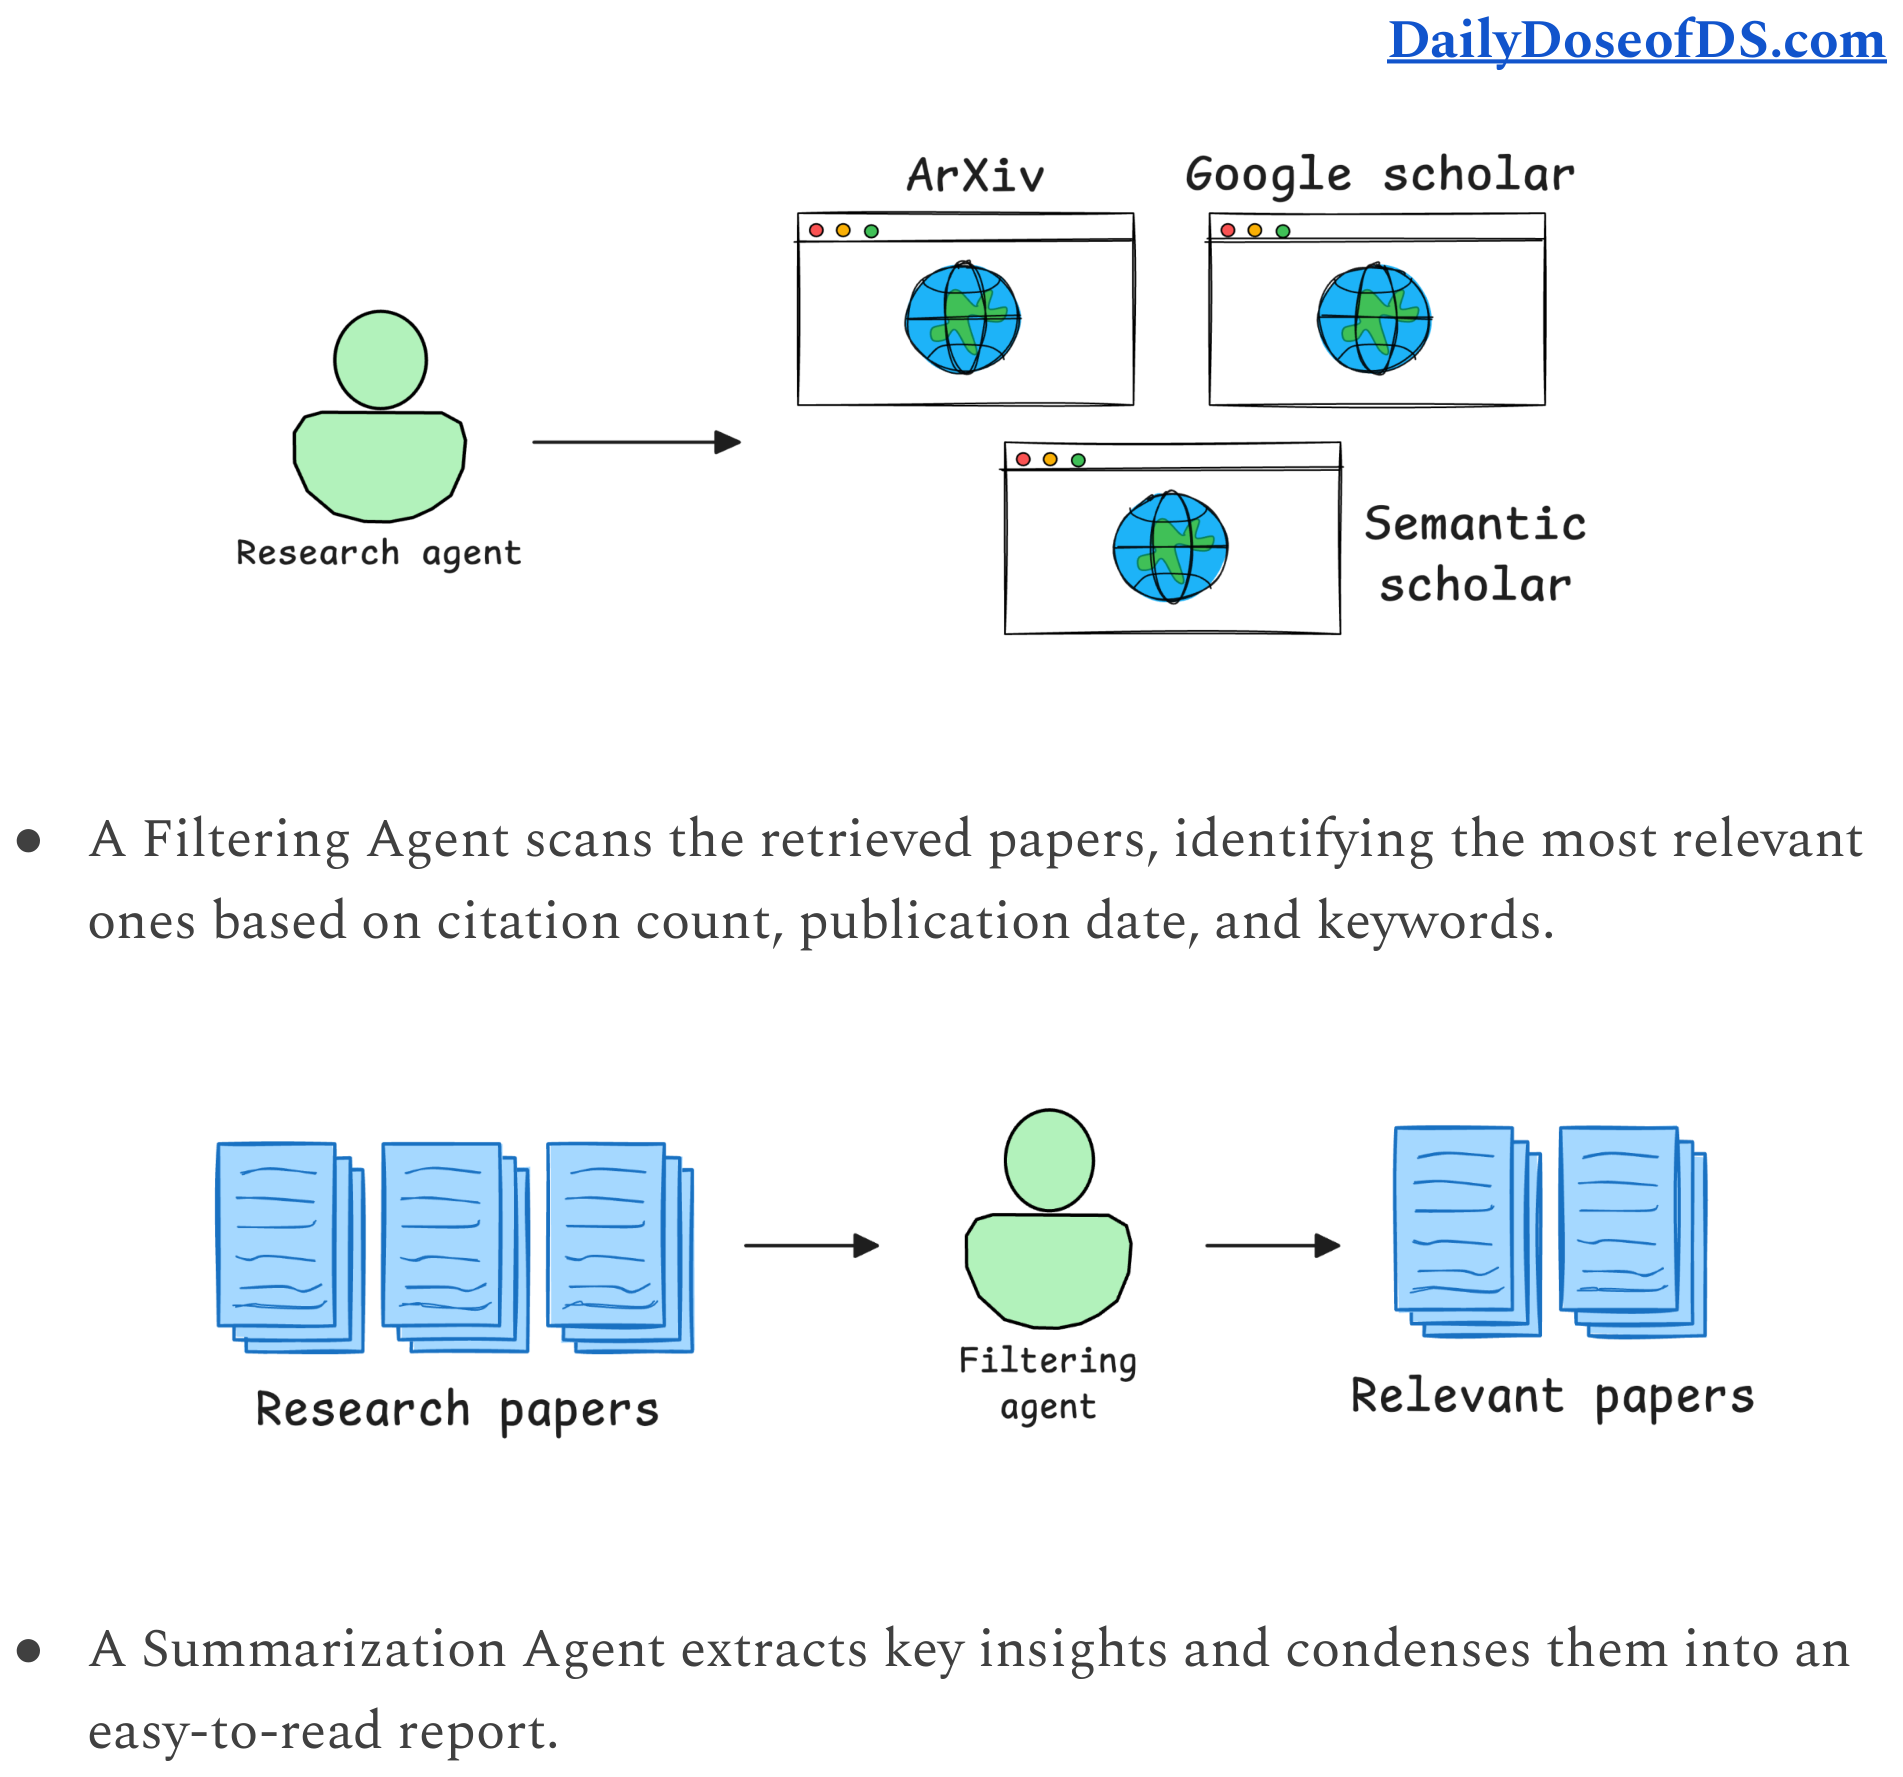 DailyDoseofDS.com
ArXiv
Google scholar
Research agent
Semantic
scholar
● A Filtering Agent scans the retrieved papers, identifying the most relevant
ones based on citation count, publication date, and keywords.
Research papers
Filtering
agent
Relevant papers
● A Summarization Agent extracts key insights and condenses them into an
easy-to-read report.